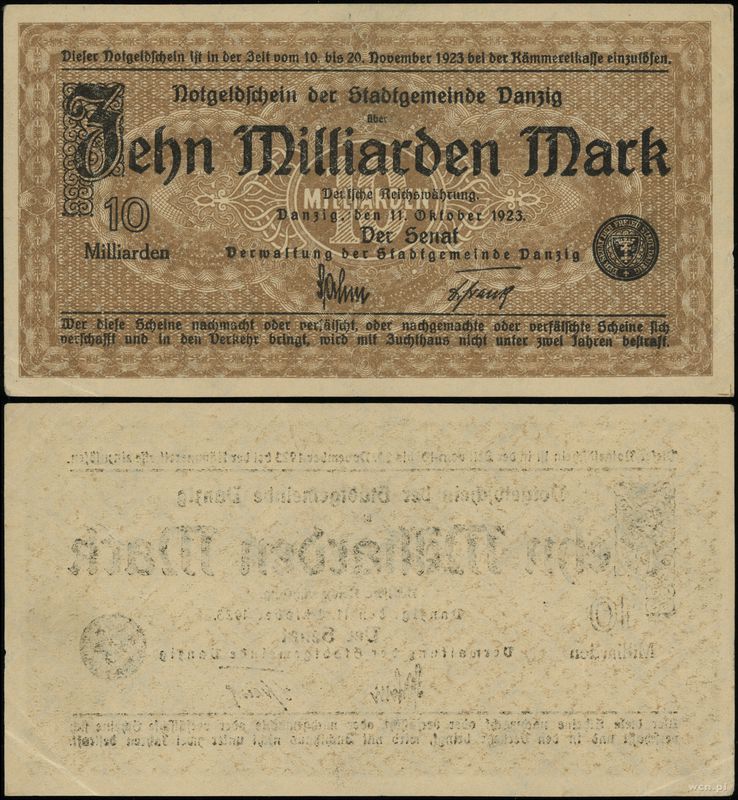 Dieser Notgeldschein ist in der Zeit vom 10. bis 20. November 1923 bei der Kämmereikasse einzulösen.
Notgeldschein der Stadtgemeinde Danzig
über
Zehn Milliarden Mark
MILLIARDEN
Deutsche Reichswährung.
10
Milliarden
Danzig, den 11. Oktober 1923.
Der Senat
Verwaltung der Stadtgemeinde Danzig
Wer diese Scheine nachmacht oder verfälscht, oder nachgemachte oder verfälschte Scheine sich
verschafft und in den Verkehr bringt, wird mit Zuchthaus nicht unter zwei Jahren bestraft.
wcn.pl